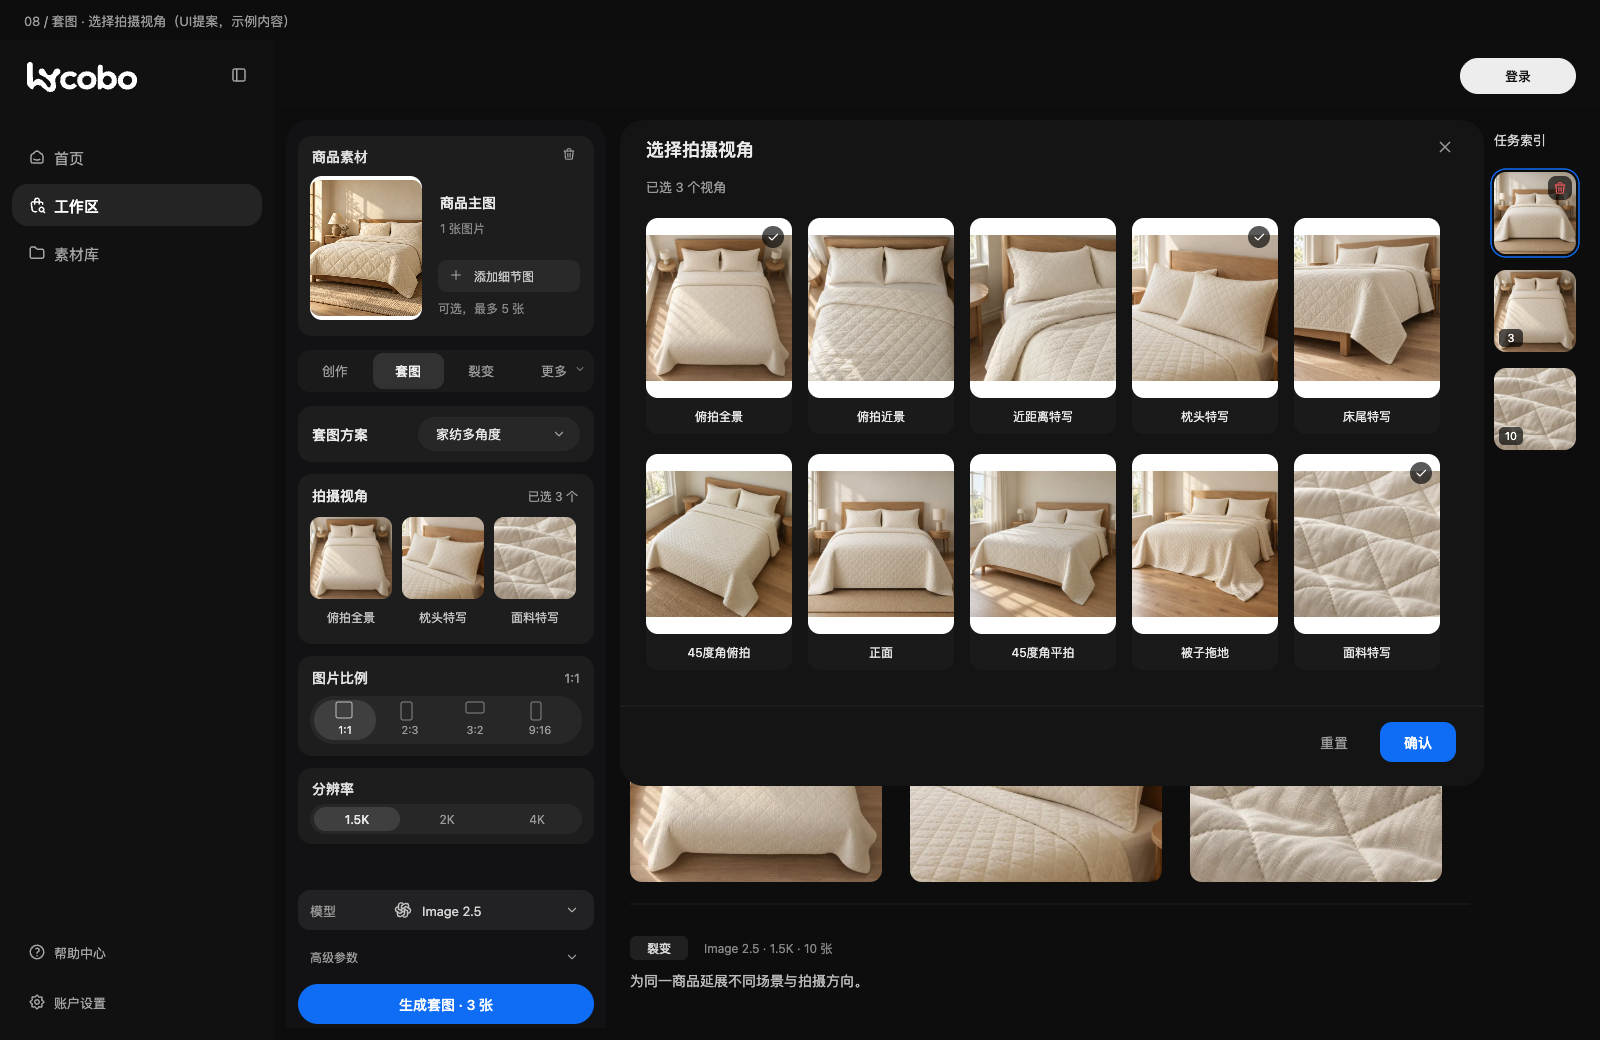 08 / 套图 · 选择拍摄视角（UI提案，示例内容）
lycobo
登录
首页
工作区
素材库
帮助中心
账户设置
商品素材
商品主图
1 张图片
添加细节图
可选，最多 5 张
创作
套图
裂变
更多
套图方案
家纺多角度
拍摄视角
已选 3 个
俯拍全景
枕头特写
面料特写
图片比例
1:1
1:1
2:3
3:2
9:16
分辨率
1.5K
2K
4K
模型
Image 2.5
高级参数
生成套图 · 3 张
选择拍摄视角
已选 3 个视角
俯拍全景
俯拍近景
近距离特写
枕头特写
床尾特写
45度角俯拍
正面
45度角平拍
被子拖地
面料特写
重置
确认
裂变
Image 2.5 · 1.5K · 10 张
为同一商品延展不同场景与拍摄方向。
任务索引
3
10